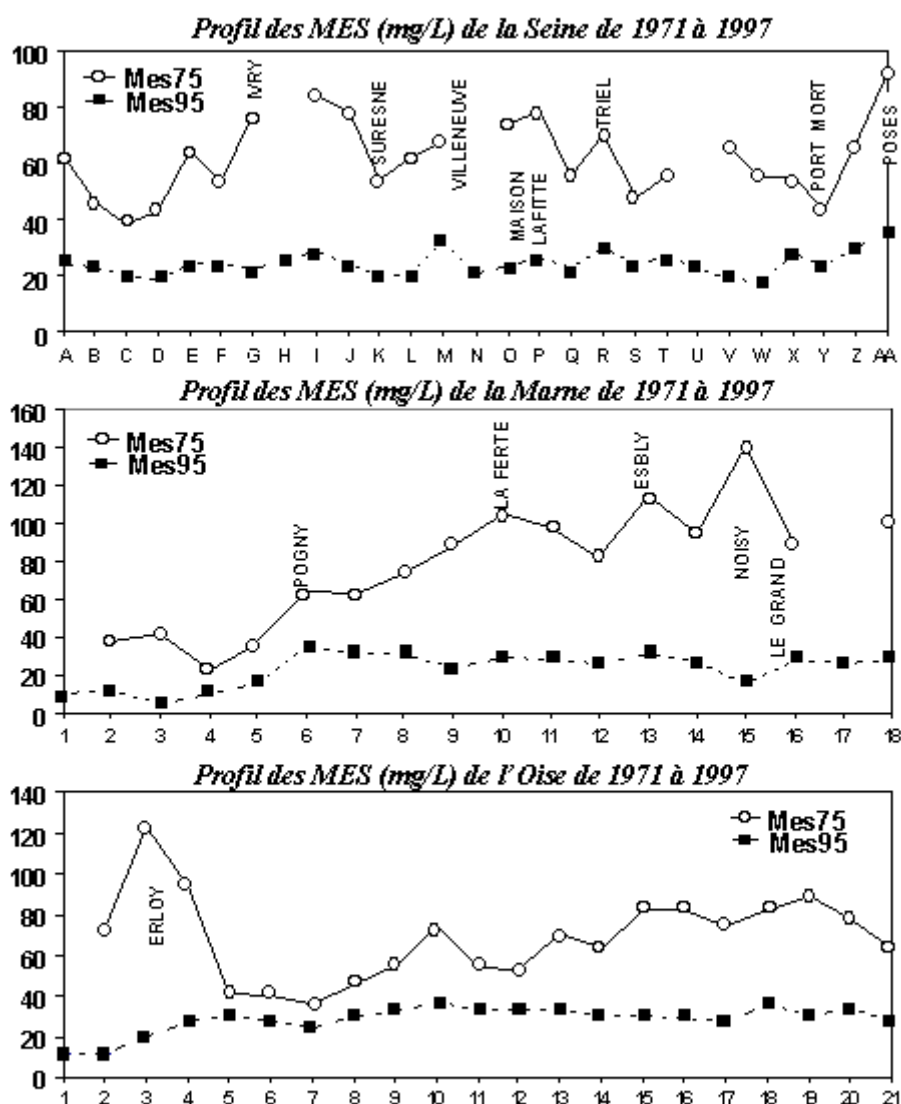 Profil des MES (mg/L) de la Seine de 1971 à 1997
100
80
60
40
20
0
Mes75
Mes95
IVRY
SURESNE
VILLENEUVE
MAISON
LAFITTE
TRIEL
PORT MORT
POSES
A B C D E F G H I J K L M N O P Q R S T U V W X Y Z AA
Profil des MES (mg/L) de la Marne de 1971 à 1997
160
140
120
100
80
60
40
20
0
Mes75
Mes95
POGNY
LA FERTE
ESBLY
NOISY
LE GRAND
1 2 3 4 5 6 7 8 9 10 11 12 13 14 15 16 17 18
Profil des MES (mg/L) de l'Oise de 1971 à 1997
140
120
100
80
60
40
20
0
Mes75
Mes95
ERLOY
1 2 3 4 5 6 7 8 9 10 11 12 13 14 15 16 17 18 19 20 21